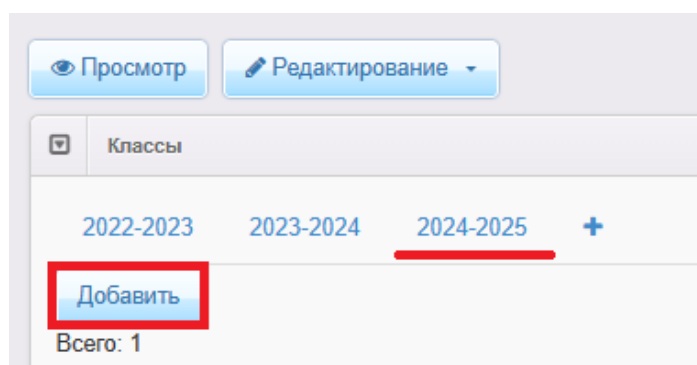 Просмотр Редактирование
Классы
2022-2023 2023-2024 2024-2025 +
Добавить
Всего: 1